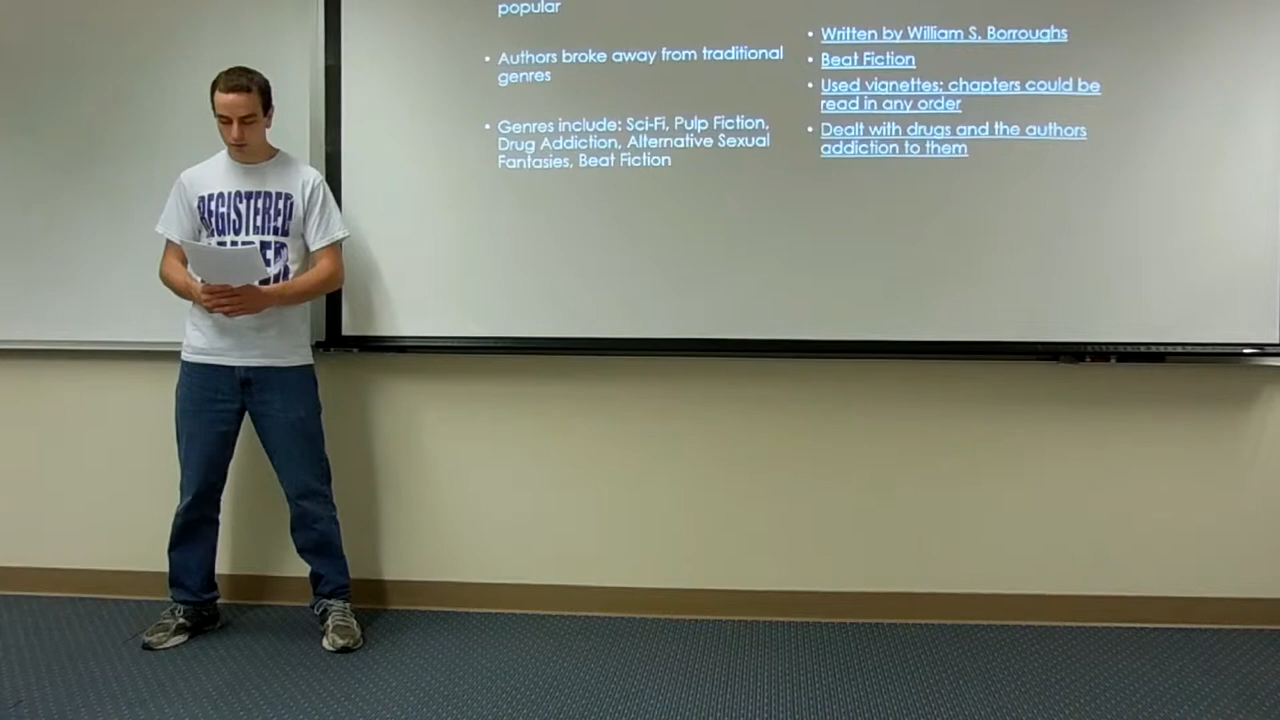 popular
• Authors broke away from traditional
genres
• Genres include: Sci-Fi, Pulp Fiction,
Drug Addiction, Alternative Sexual
Fantasies, Beat Fiction
• Written by William S. Borroughs
• Beat Fiction
• Used vignettes; chapters could be
read in any order
• Dealt with drugs and the authors
addiction to them
REGISTERED